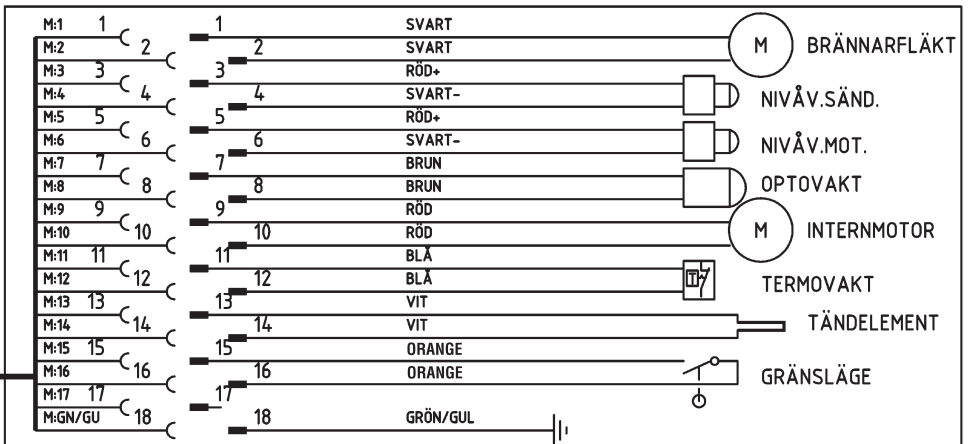 M:1 1 1 SVART
M:2 2 2 SVART
M BRÄNNARFLÄKT
M:3 3 3 RÖD+
M:4 4 4 SVART-
NIVÅV.SÄND.
M:5 5 5 RÖD+
M:6 6 6 SVART-
NIVÅV.MOT.
M:7 7 7 BRUN
M:8 8 8 BRUN
OPTOVAKT
M:9 9 9 RÖD
M:10 10 10 RÖD
M INTERNMOTOR
M:11 11 11 BLÅ
M:12 12 12 BLÅ
T TERMOVAKT
M:13 13 13 VIT
M:14 14 14 VIT
TÄNDELEMENT
M:15 15 15 ORANGE
M:16 16 16 ORANGE
GRÄNSLÄGE
M:17 17 17
M:GN/GU 18 18 GRÖN/GUL